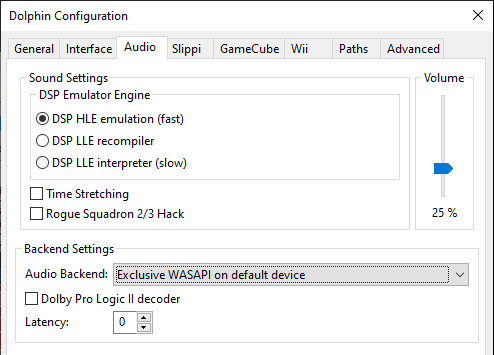 Dolphin Configuration
General Interface Audio Slippi GameCube Wii Paths Advanced
Sound Settings
DSP Emulator Engine
DSP HLE emulation (fast)
DSP LLE recompiler
DSP LLE interpreter (slow)
Time Stretching
Rogue Squadron 2/3 Hack
Volume
25 %
Backend Settings
Audio Backend: Exclusive WASAPI on default device
Dolby Pro Logic II decoder
Latency: 0